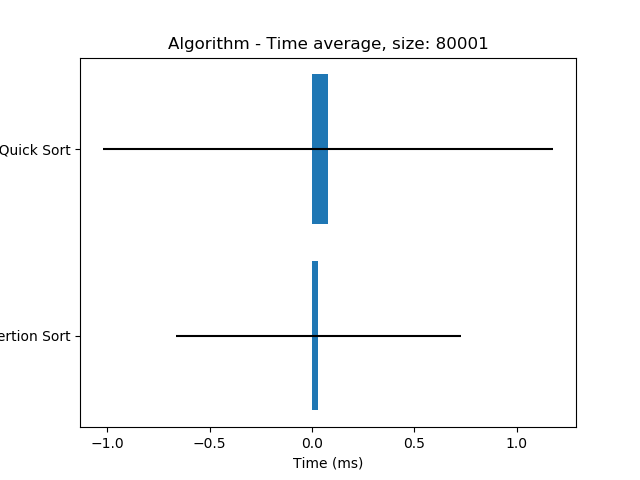 Algorithm - Time average, size: 80001
Quick Sort
ertion Sort
−1.0
−0.5
0.0
0.5
1.0
Time (ms)